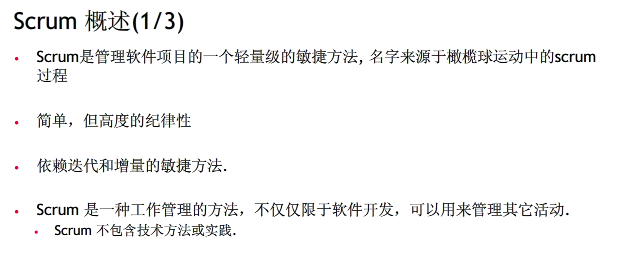 Scrum 概述(1/3)
• Scrum是管理软件项目的一个轻量级的敏捷方法, 名字来源于橄榄球运动中的scrum
过程
• 简单，但高度的纪律性
• 依赖迭代和增量的敏捷方法.
• Scrum 是一种工作管理的方法，不仅仅限于软件开发，可以用来管理其它活动.
• Scrum 不包含技术方法或实践.